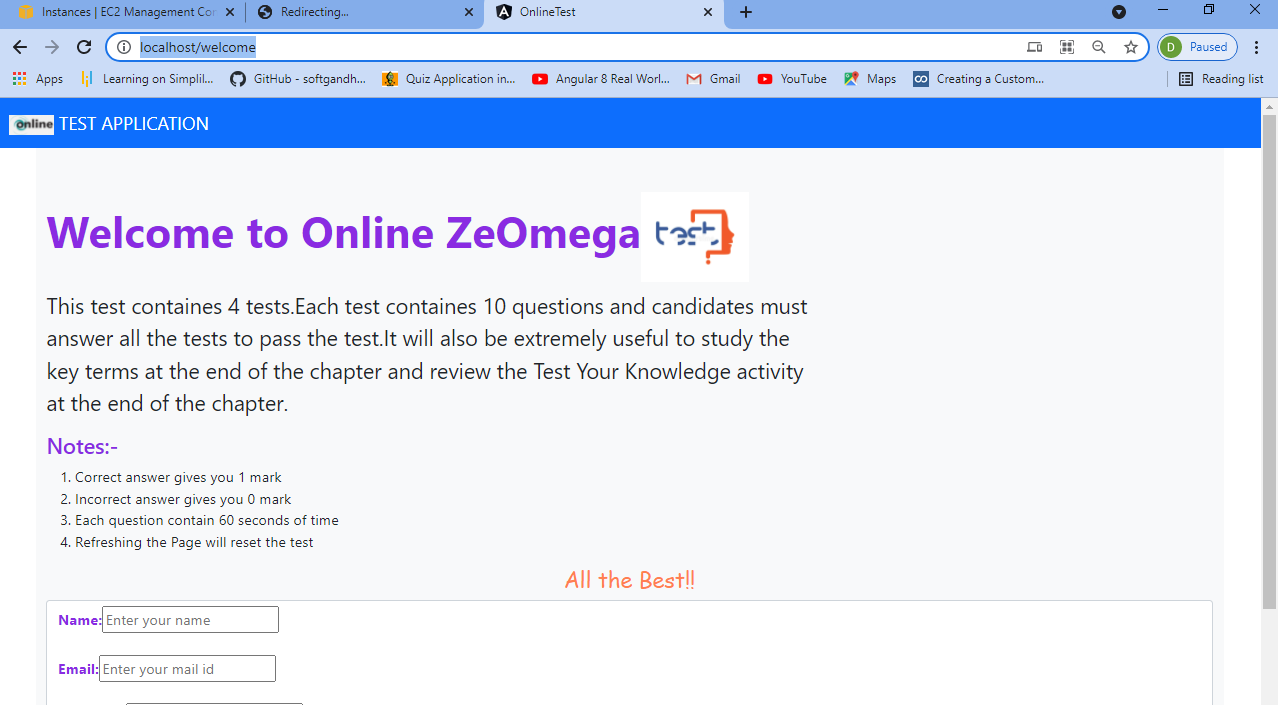 Instances | EC2 Management Con
Redirecting...
OnlineTest
localhost/welcome
D Paused
Apps
Learning on Simplil...
GitHub - softgandh...
Quiz Application in...
Angular 8 Real Worl...
YouTube
Gmail
Maps
Creating a Custom...
Reading list
online TEST APPLICATION
Welcome to Online ZeOmega
test
This test containes 4 tests.Each test containes 10 questions and candidates must
answer all the tests to pass the test.It will also be extremely useful to study the
key terms at the end of the chapter and review the Test Your Knowledge activity
at the end of the chapter.
Notes:-
1. Correct answer gives you 1 mark
2. Incorrect answer gives you 0 mark
3. Each question contain 60 seconds of time
4. Refreshing the Page will reset the test
All the Best!!
Name: Enter your name
Email: Enter your mail id